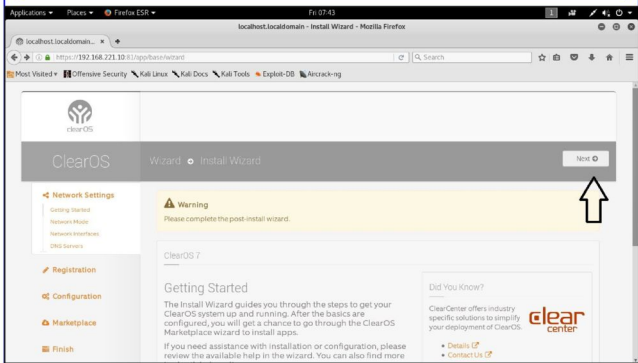 Applications Places Firefox ESR Fri 07:43 1
localhost.localdomain - Install Wizard - Mozilla Firefox
localhost.localdomain...
https://192.168.221.10:81/app/base/wizard Search
Most Visited Offensive Security Kali Linux Kali Docs Kali Tools Exploit-DB Aircrack-ng
clearOS
ClearOS Wizard Install Wizard Next
Network Settings
Getting Started
Network Mode
Network Interfaces
DNS Servers
Registration
Configuration
Marketplace
Finish
Warning
Please complete the post-install wizard.
ClearOS 7
Getting Started
The Install Wizard guides you through the steps to get your
ClearOS system up and running. After the basics are
configured, you will get a chance to go through the ClearOS
Marketplace wizard to install apps.
If you need assistance with installation or configuration, please
review the available help in the wizard. You can also find more
Did You Know?
ClearCenter offers industry
specific solutions to simplify
your deployment of ClearOS.
Details
Contact Us
clear
center